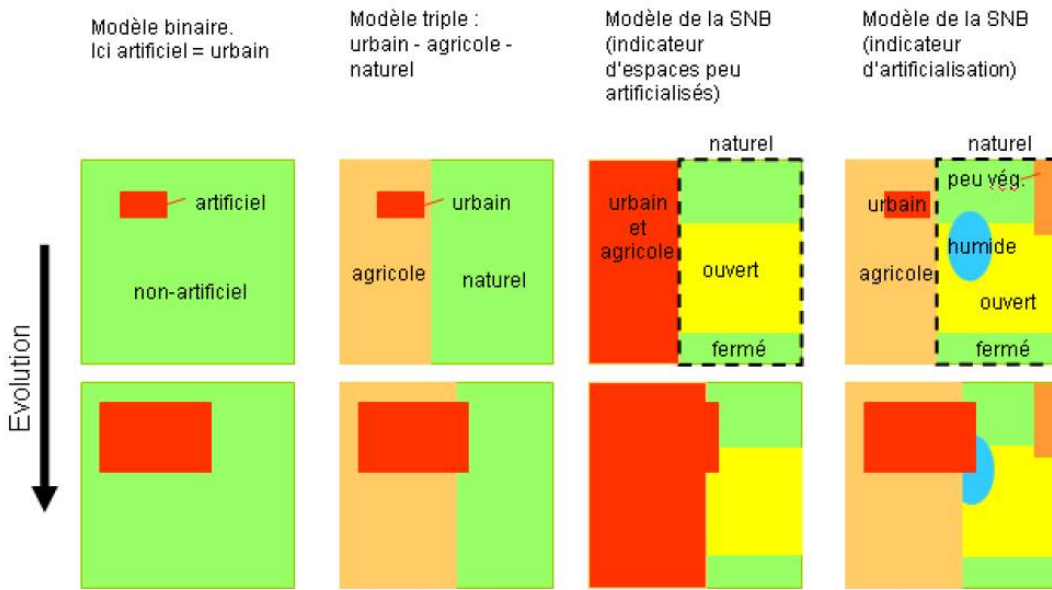 Modèle binaire.
Ici artificiel = urbain
Modèle triple :
urbain - agricole -
naturel
Modèle de la SNB
(indicateur
d'espaces peu
artificialisés)
Modèle de la SNB
(indicateur
d'artificialisation)
Evolution
artificiel
non-artificiel
urbain
agricole
naturel
naturel
urbain
et
agricole
ouvert
fermé
naturel
peu vég.
urbain
humide
agricole
ouvert
fermé